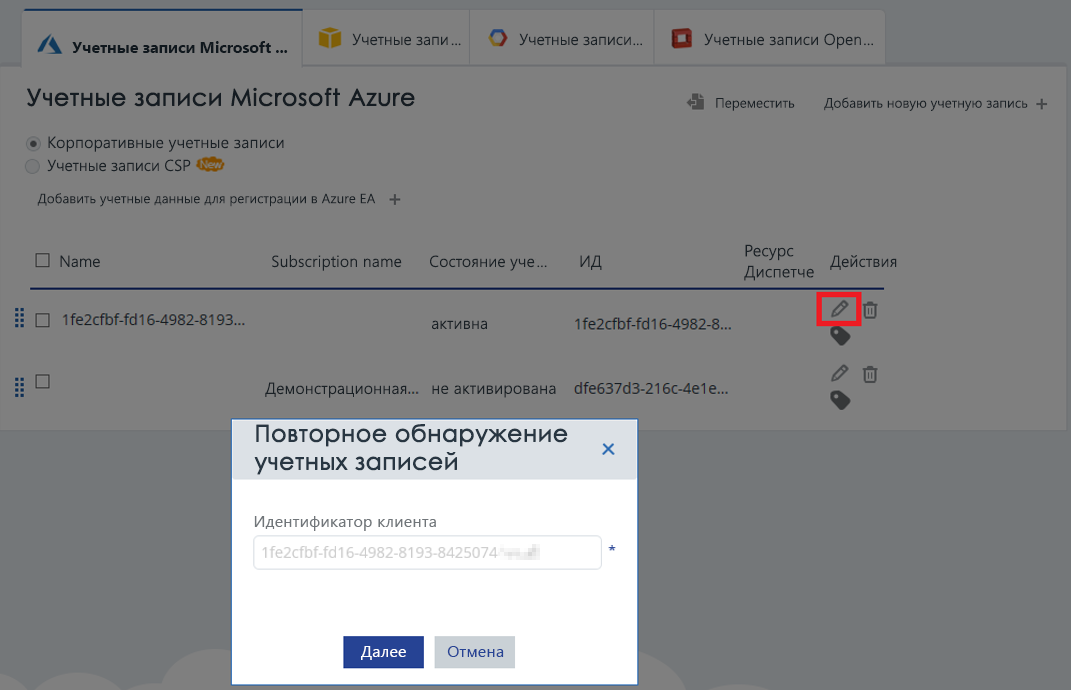 Учетные записи Microsoft ...
Учетные запи...
Учетные записи...
Учетные записи Open...
Учетные записи Microsoft Azure
Переместить
Добавить новую учетную запись +
Корпоративные учетные записи
Учетные записи CSP New
Добавить учетные данные для регистрации в Azure EA +
Name
Subscription name
Состояние уче...
ИД
Ресурс
Диспетче
Действия
1fe2cfbf-fd16-4982-8193...
активна
1fe2cfbf-fd16-4982-8...
Демонстрационная...
не активирована
dfe637d3-216c-4e1e...
Повторное обнаружение
учетных записей
Идентификатор клиента
1fe2cfbf-fd16-4982-8193-8425074
*
Далее
Отмена